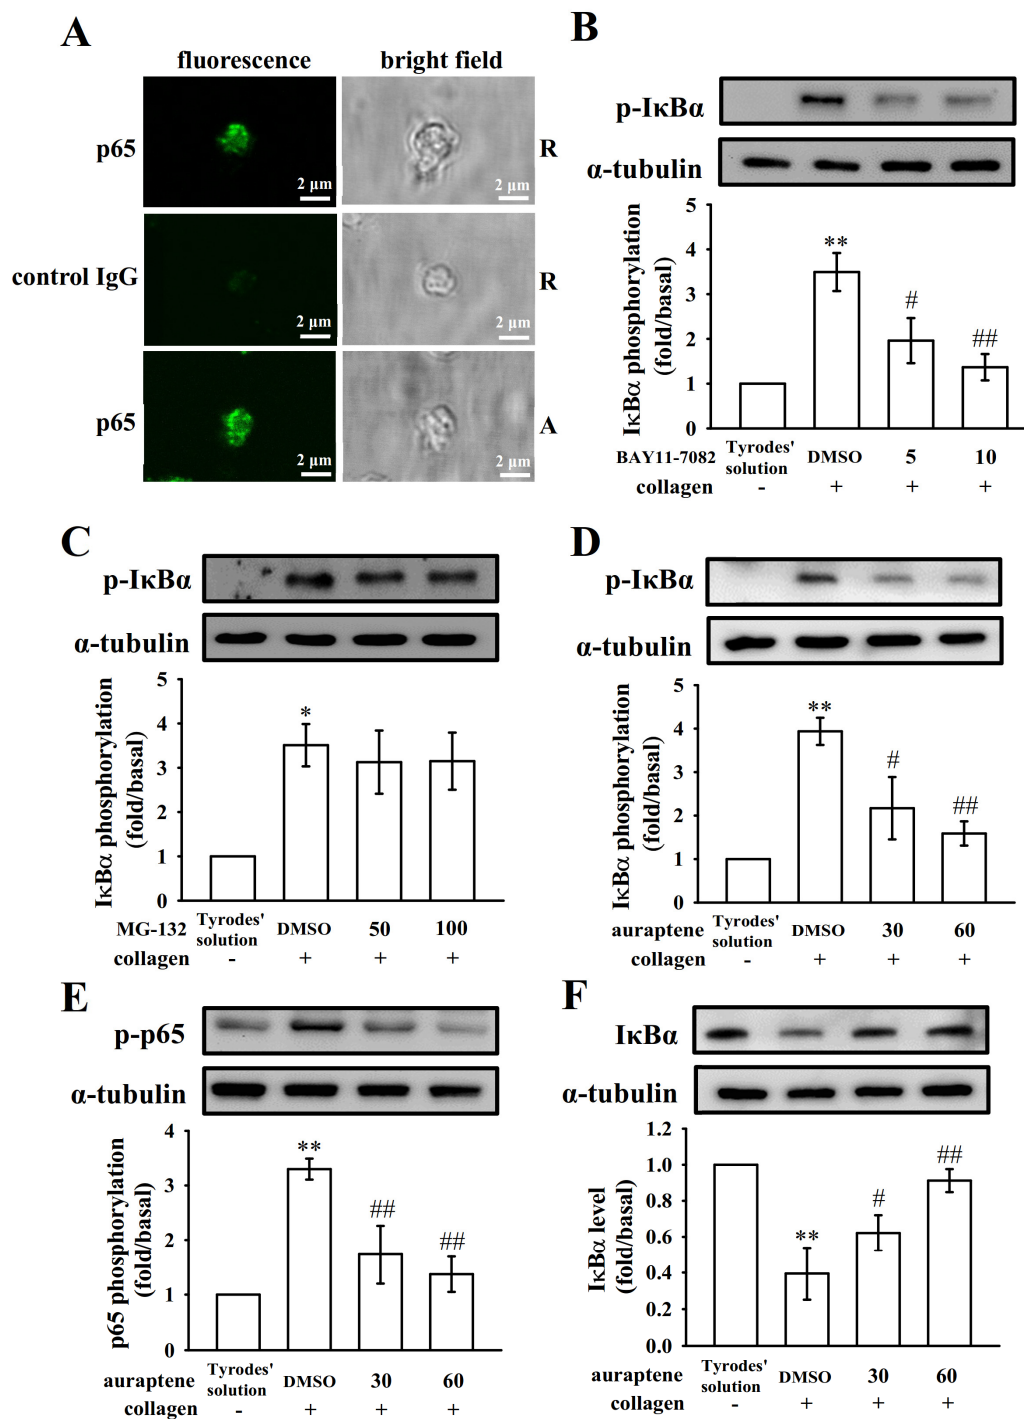 A
fluorescence bright field
p65
2 μm
2 μm
R
control IgG
2 μm
2 μm
R
p65
2 μm
2 μm
A
B
p-IκBα
α-tubulin
IκBα phosphorylation
(fold/basal)
5
4
3
2
1
0
**
#
##
BAY11-7082 Tyrodes' solution DMSO 5 10
collagen - + + +
C
p-IκBα
α-tubulin
IκBα phosphorylation
(fold/basal)
5
4
3
2
1
0
*
MG-132 Tyrodes' solution DMSO 50 100
collagen - + + +
D
p-IκBα
α-tubulin
IκBα phosphorylation
(fold/basal)
5
4
3
2
1
0
**
#
##
auraptene Tyrodes' solution DMSO 30 60
collagen - + + +
E
p-p65
α-tubulin
p65 phosphorylation
(fold/basal)
4
3
2
1
0
**
##
##
auraptene Tyrodes' solution DMSO 30 60
collagen - + + +
F
IκBα
α-tubulin
IκBα level
(fold/basal)
1.2
1.0
0.8
0.6
0.4
0.2
0.0
**
#
##
auraptene Tyrodes' solution DMSO 30 60
collagen - + + +